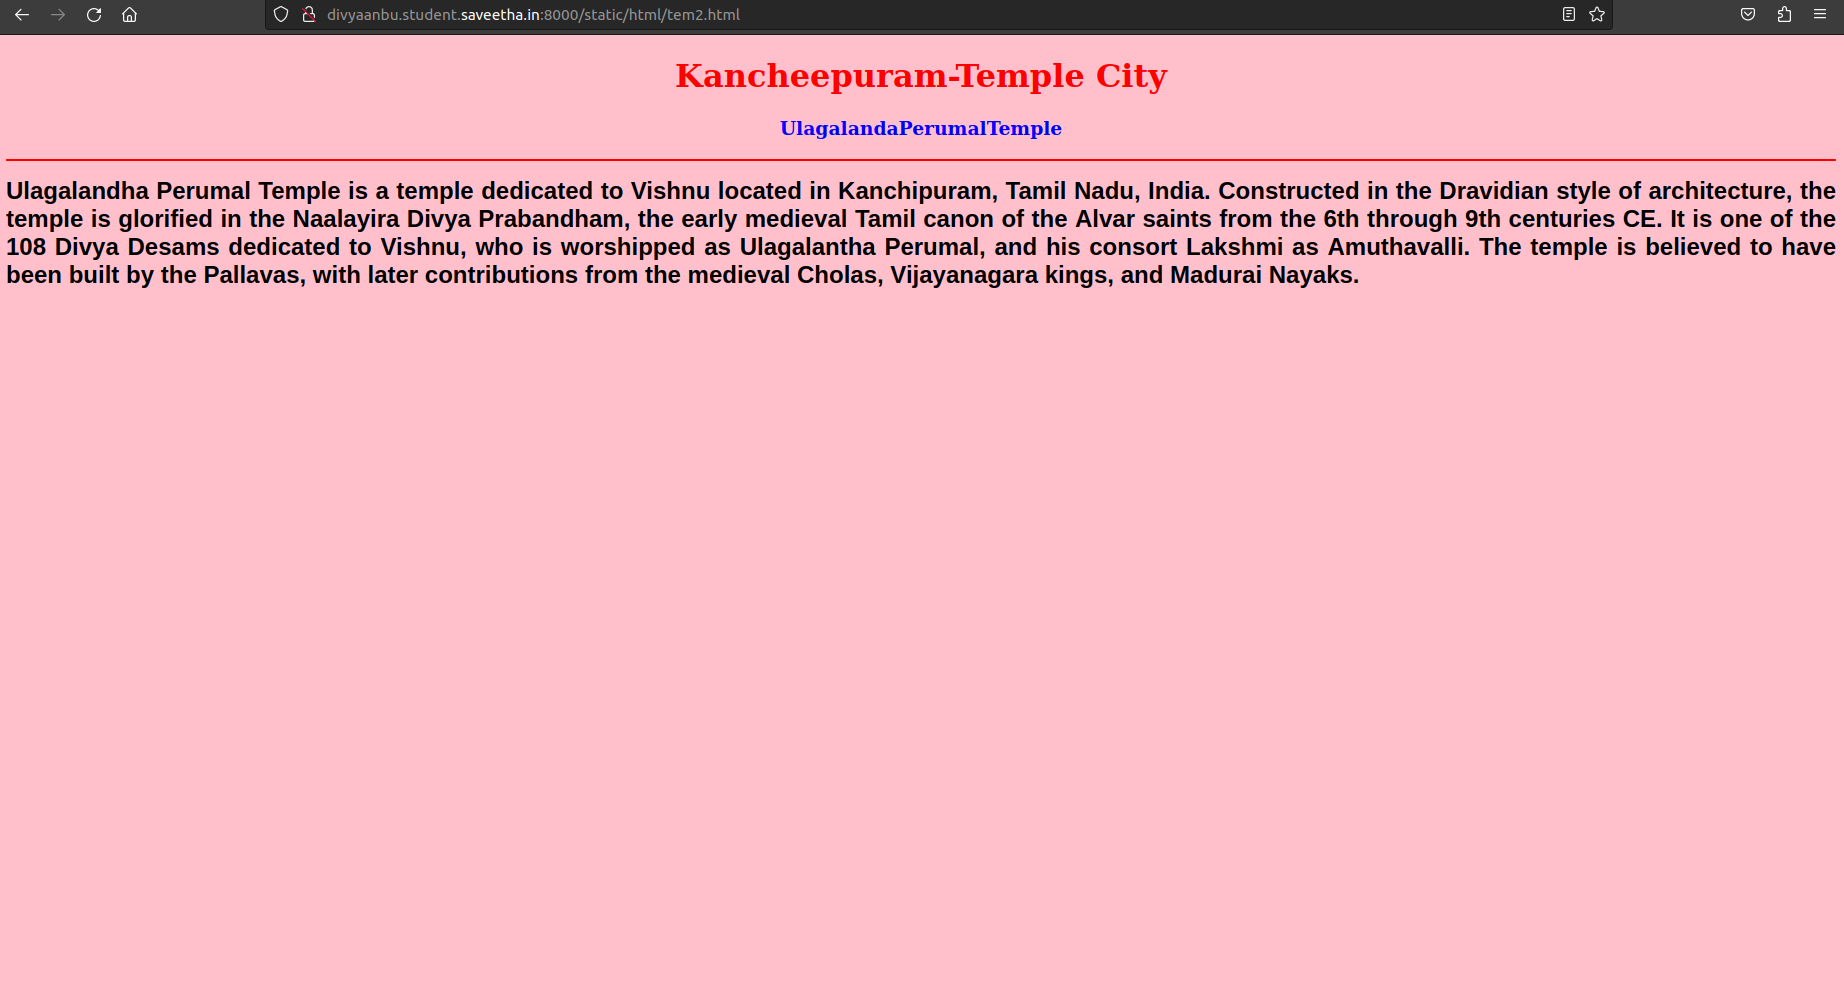 divyaanbu.student.saveetha.in:8000/static/html/tem2.html
Kancheepuram-Temple City
UlagalandaPerumalTemple
Ulagalandha Perumal Temple is a temple dedicated to Vishnu located in Kanchipuram, Tamil Nadu, India. Constructed in the Dravidian style of architecture, the
temple is glorified in the Naalayira Divya Prabandham, the early medieval Tamil canon of the Alvar saints from the 6th through 9th centuries CE. It is one of the
108 Divya Desams dedicated to Vishnu, who is worshipped as Ulagalantha Perumal, and his consort Lakshmi as Amuthavalli. The temple is believed to have
been built by the Pallavas, with later contributions from the medieval Cholas, Vijayanagara kings, and Madurai Nayaks.